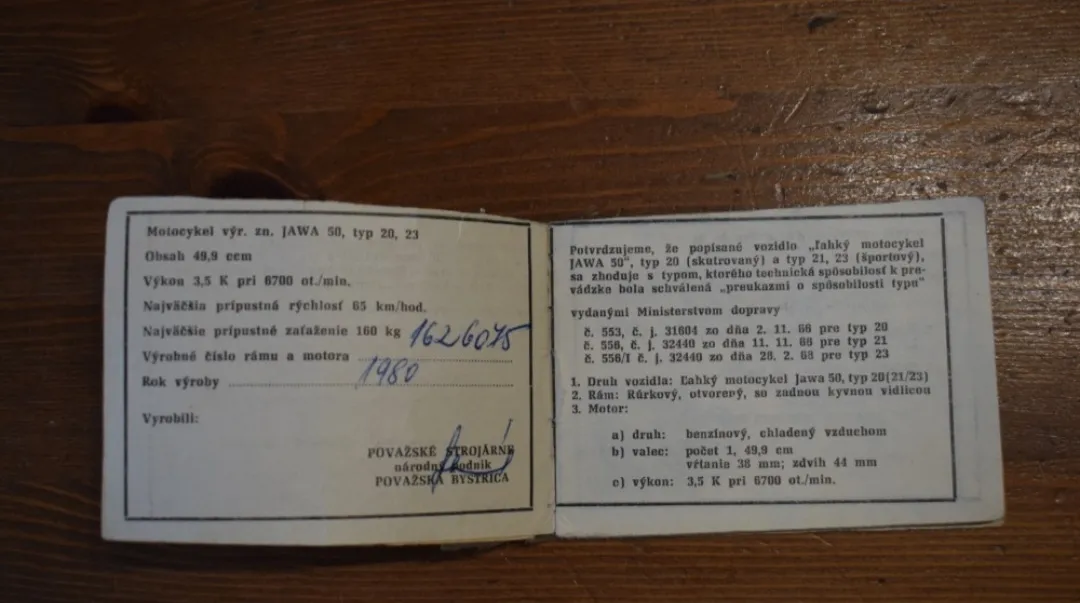 Motocykel výr. zn. JAWA 50, typ 20, 23
Obsah 49,9 ccm
Výkon 3,5 K pri 6700 ot./min.
Najväčšia prípustná rýchlosť 65 km/hod.
Najväčšie prípustné zaťaženie 160 kg
Výrobné číslo rámu a motora 1626075
Rok výroby 1980
Vyrobili:
POVAŽSKÉ STROJÁRNE
národný podnik
POVAŽSKÁ BYSTRICA
Potvrdzujeme, že popísané vozidlo „ľahký motocykel
JAWA 50", typ 20 (skutrovaný) a typ 21, 23 (športový),
sa zhoduje s typom, ktorého technická spôsobilosť k pre-
vádzke bola schválená „preukazmi o spôsobilosti typu"
vydanými Ministerstvom dopravy
č. 553, č. j. 31604 zo dňa 2. 11. 66 pre typ 20
č. 556, č. j. 32440 zo dňa 11. 11. 66 pre typ 21
č. 556/I č. j. 32440 zo dňa 28. 2. 68 pre typ 23
1. Druh vozidla: Ľahký motocykel Jawa 50, typ 20(21/23)
2. Rám: Rúrkový, otvorený, so zadnou kyvnou vidlicou
3. Motor:
a) druh: benzínový, chladený vzduchom
b) valec: počet 1, 49,9 cm
vŕtanie 38 mm; zdvih 44 mm
c) výkon: 3,5 K pri 6700 ot./min.